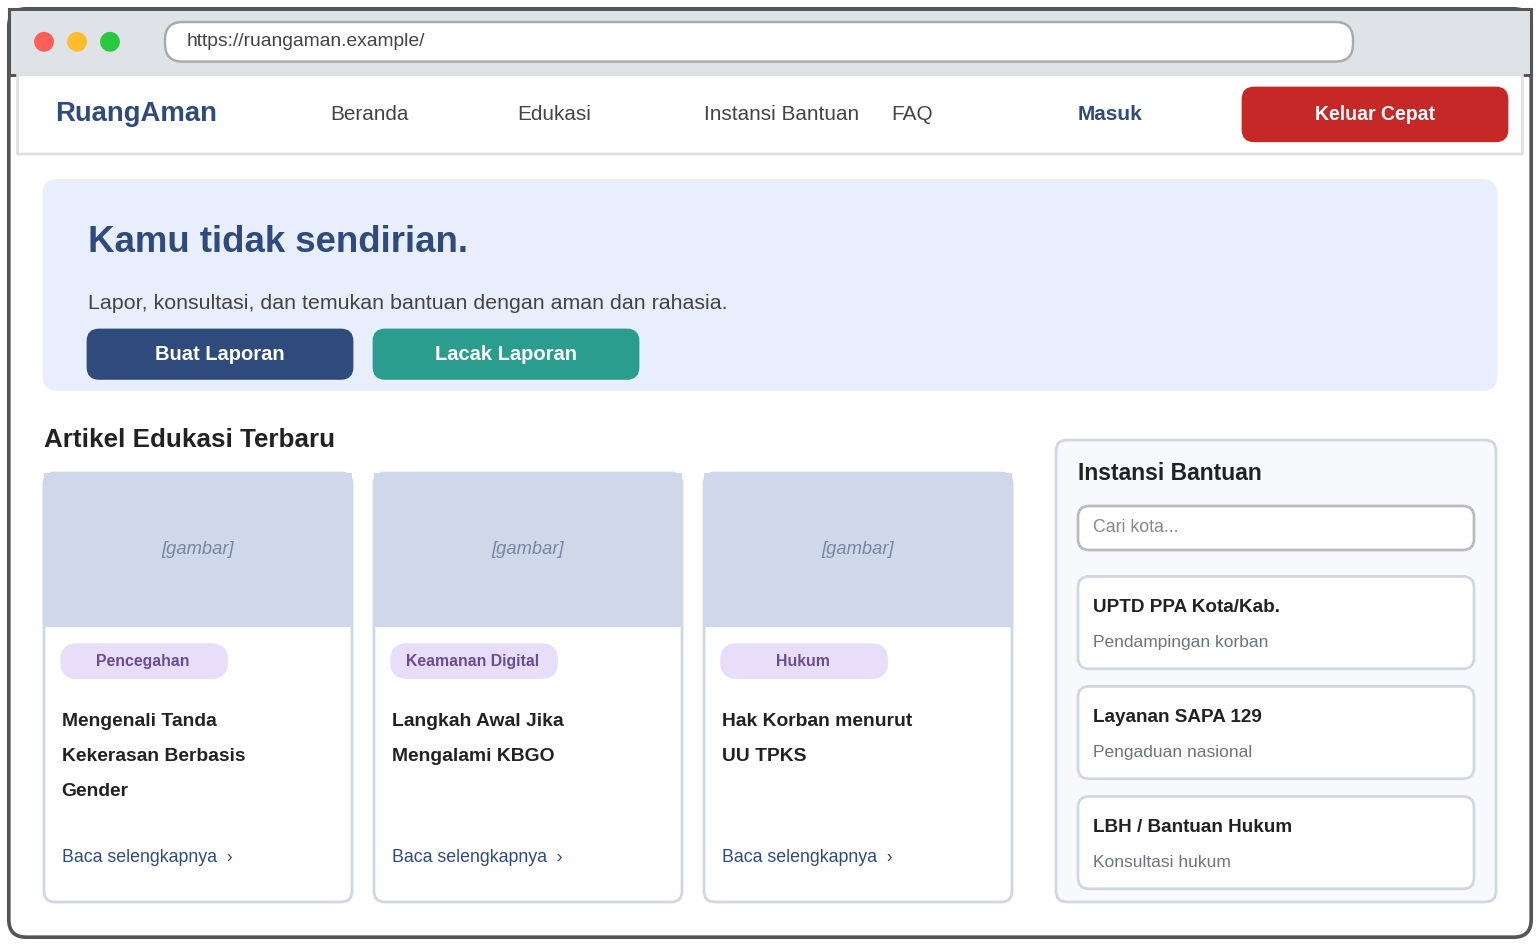 https://ruangaman.example/
RuangAman
Beranda
Edukasi
Instansi Bantuan
FAQ
Masuk
Keluar Cepat
Kamu tidak sendirian.
Lapor, konsultasi, dan temukan bantuan dengan aman dan rahasia.
Buat Laporan
Lacak Laporan
Artikel Edukasi Terbaru
[gambar]
Pencegahan
Mengenali Tanda
Kekerasan Berbasis
Gender
Baca selengkapnya ›
[gambar]
Keamanan Digital
Langkah Awal Jika
Mengalami KBGO
Baca selengkapnya ›
[gambar]
Hukum
Hak Korban menurut
UU TPKS
Baca selengkapnya ›
Instansi Bantuan
Cari kota...
UPTD PPA Kota/Kab.
Pendampingan korban
Layanan SAPA 129
Pengaduan nasional
LBH / Bantuan Hukum
Konsultasi hukum